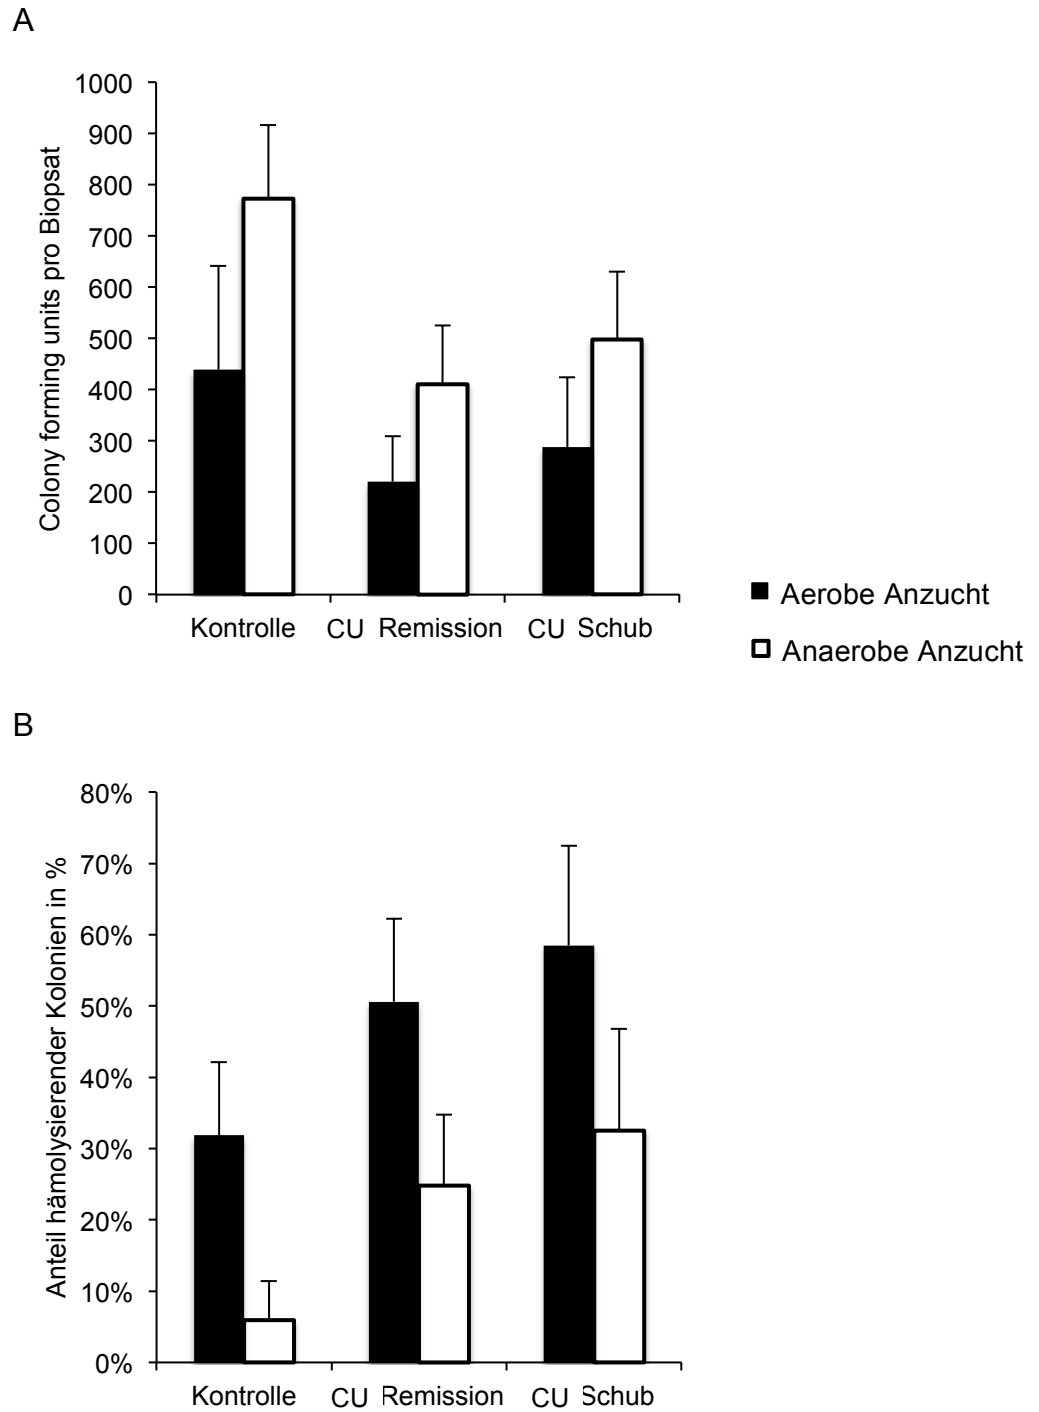 A
Colony forming units pro Biopsat
1000
900
800
700
600
500
400
300
200
100
0
Kontrolle
CU Remission
CU Schub
Aerobe Anzucht
Anaerobe Anzucht
B
Anteil hämolysierender Kolonien in %
80%
70%
60%
50%
40%
30%
20%
10%
0%
Kontrolle
CU Remission
CU Schub